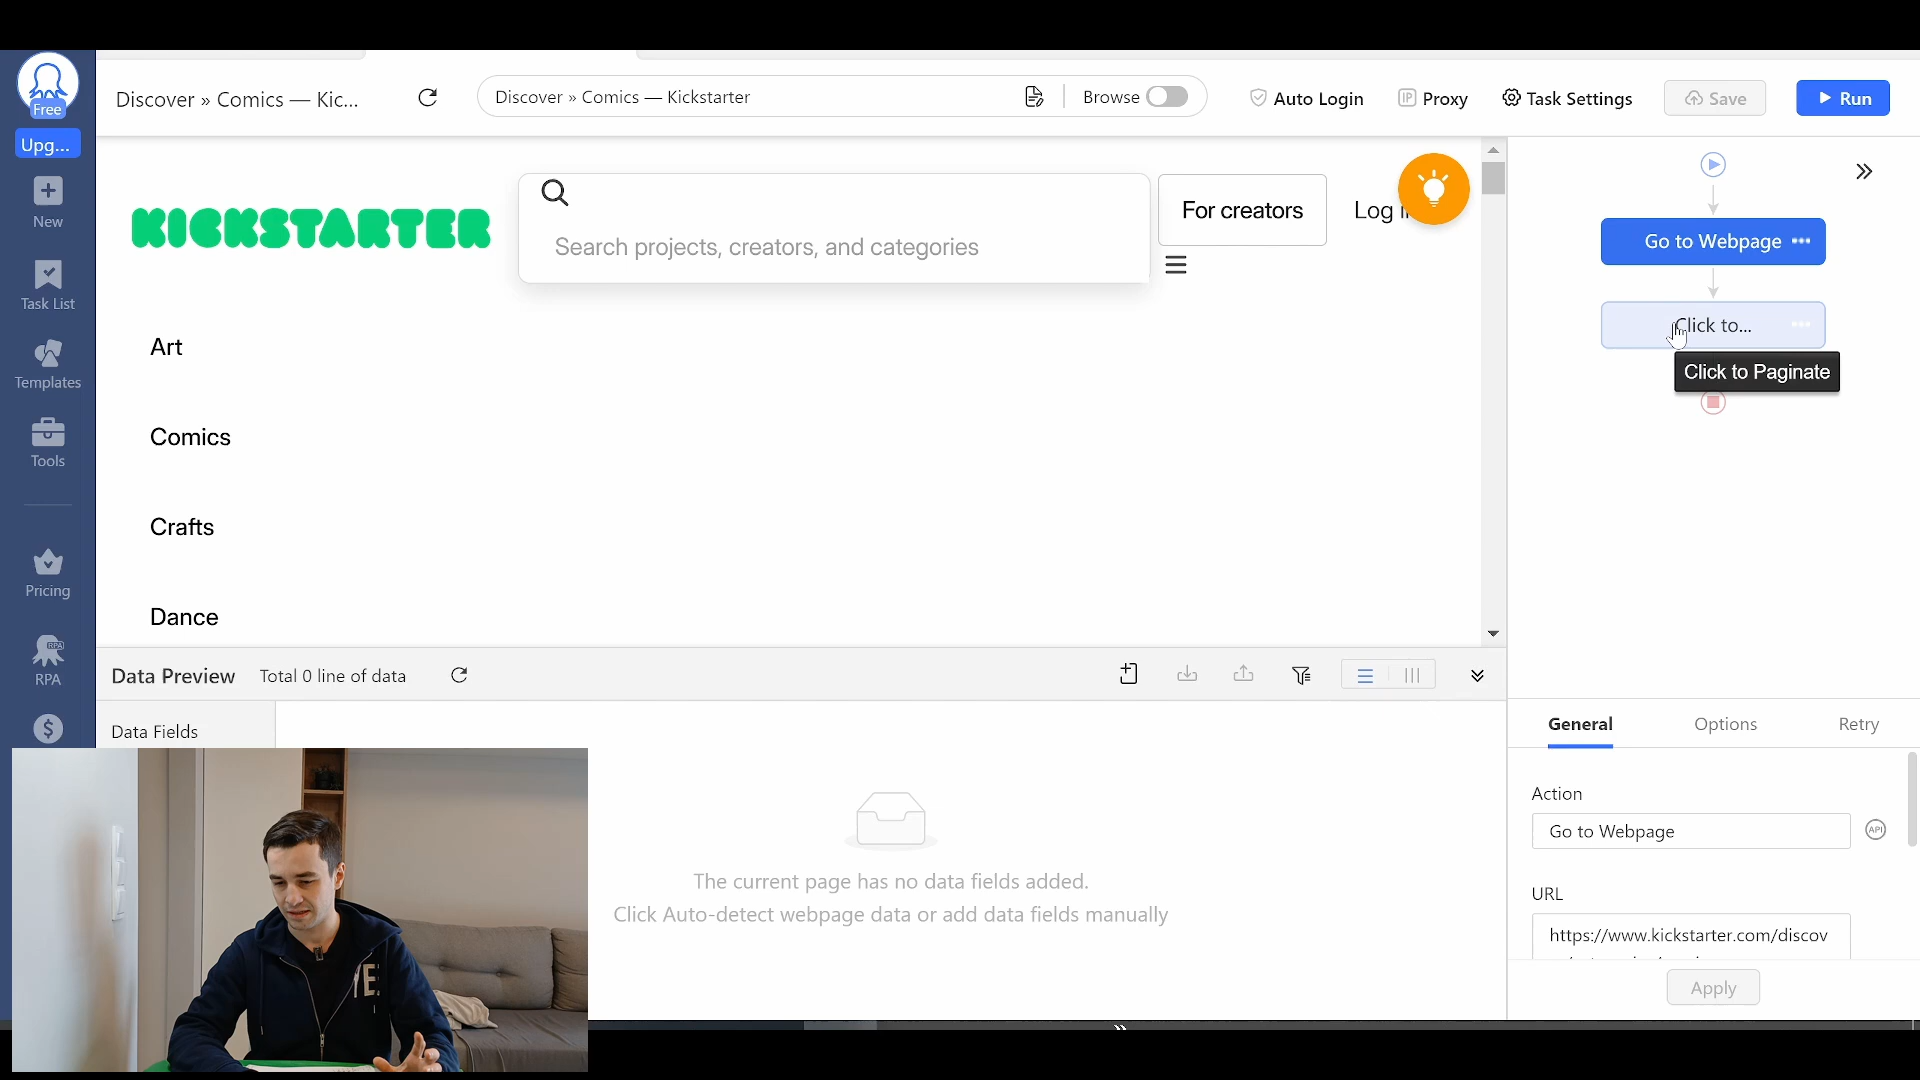 Free
Upg...
New
Task List
Templates
Tools
Pricing
RPA
RPA
Discover » Comics — Kic...
Discover » Comics — Kickstarter
Browse
Auto Login
IP Proxy
Task Settings
Save
Run
KICKSTARTER
Search projects, creators, and categories
For creators
Log i
Art
Comics
Crafts
Dance
Go to Webpage
Click to...
Click to Paginate
Data Preview
Total 0 line of data
Data Fields
The current page has no data fields added.
Click Auto-detect webpage data or add data fields manually
General
Options
Retry
Action
Go to Webpage
API
URL
https://www.kickstarter.com/discov
Apply